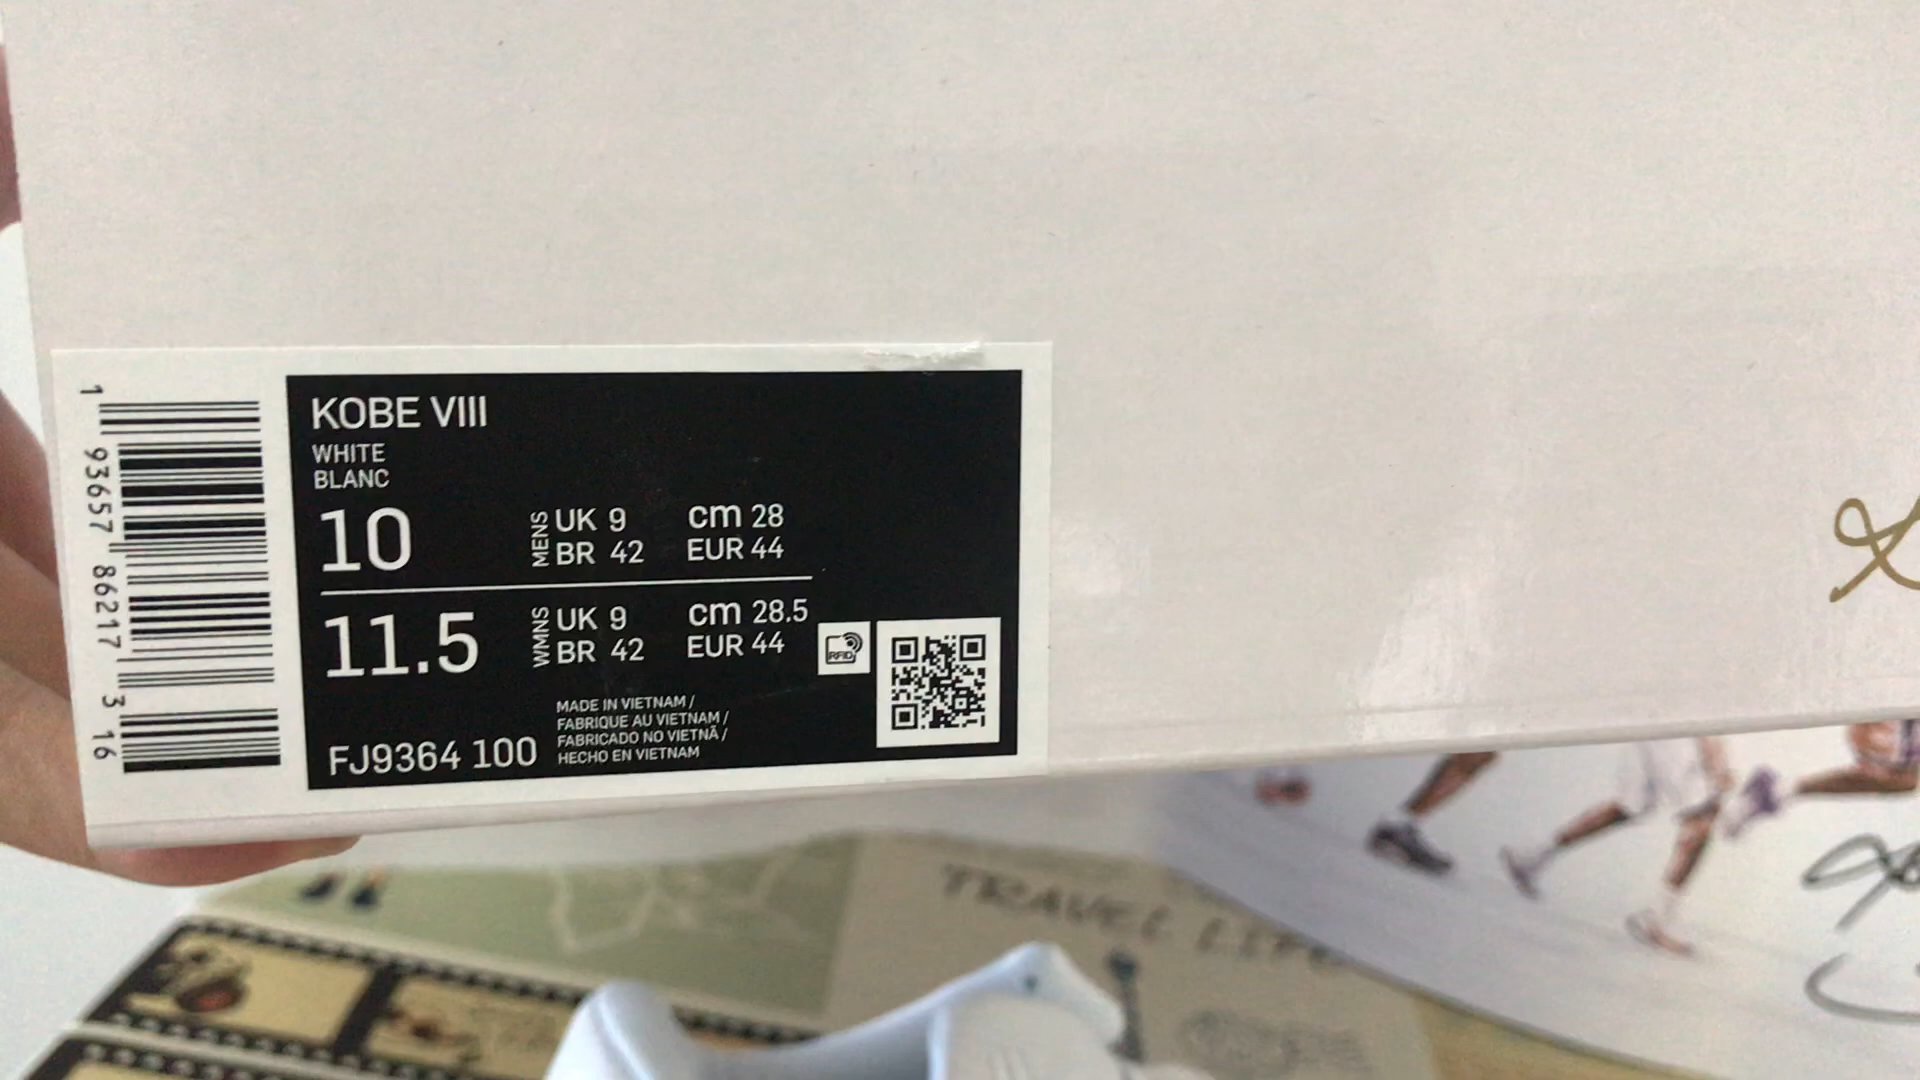 KOBE VIII
WHITE
BLANC
10 MENS UK 9 cm 28
BR 42 EUR 44
11.5 WMNS UK 9 cm 28.5
BR 42 EUR 44
RFID
MADE IN VIETNAM /
FABRIQUE AU VIETNAM /
FABRICADO NO VIETNÃ /
HECHO EN VIETNAM
FJ9364 100
1 93657 86217 3 16
TRAVEL